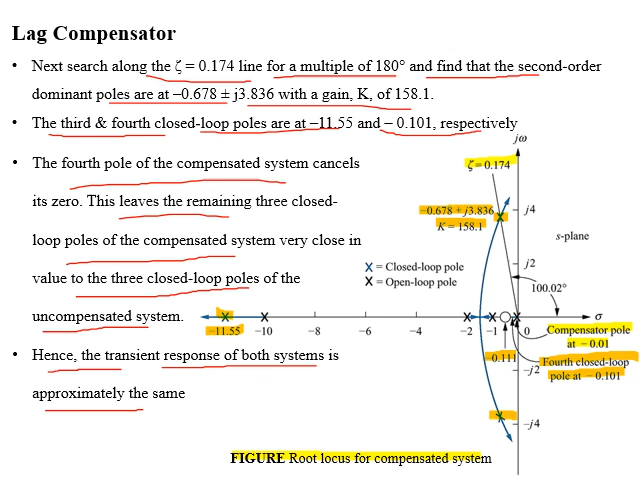 Lag Compensator
• Next search along the ζ = 0.174 line for a multiple of 180° and find that the second-order
dominant poles are at −0.678 ± j3.836 with a gain, K, of 158.1.
• The third & fourth closed-loop poles are at −11.55 and − 0.101, respectively
• The fourth pole of the compensated system cancels
its zero. This leaves the remaining three closed-
loop poles of the compensated system very close in
value to the three closed-loop poles of the
uncompensated system.
• Hence, the transient response of both systems is
approximately the same
jω
ζ = 0.174
−0.678 + j3.836
K = 158.1
j4
s-plane
X = Closed-loop pole
X = Open-loop pole
j2
100.02°
σ
−11.55
−10
−8
−6
−4
−2
−1
0
Compensator pole
at − 0.01
−0.111
−j2
Fourth closed-loop
pole at − 0.101
−j4
FIGURE Root locus for compensated system